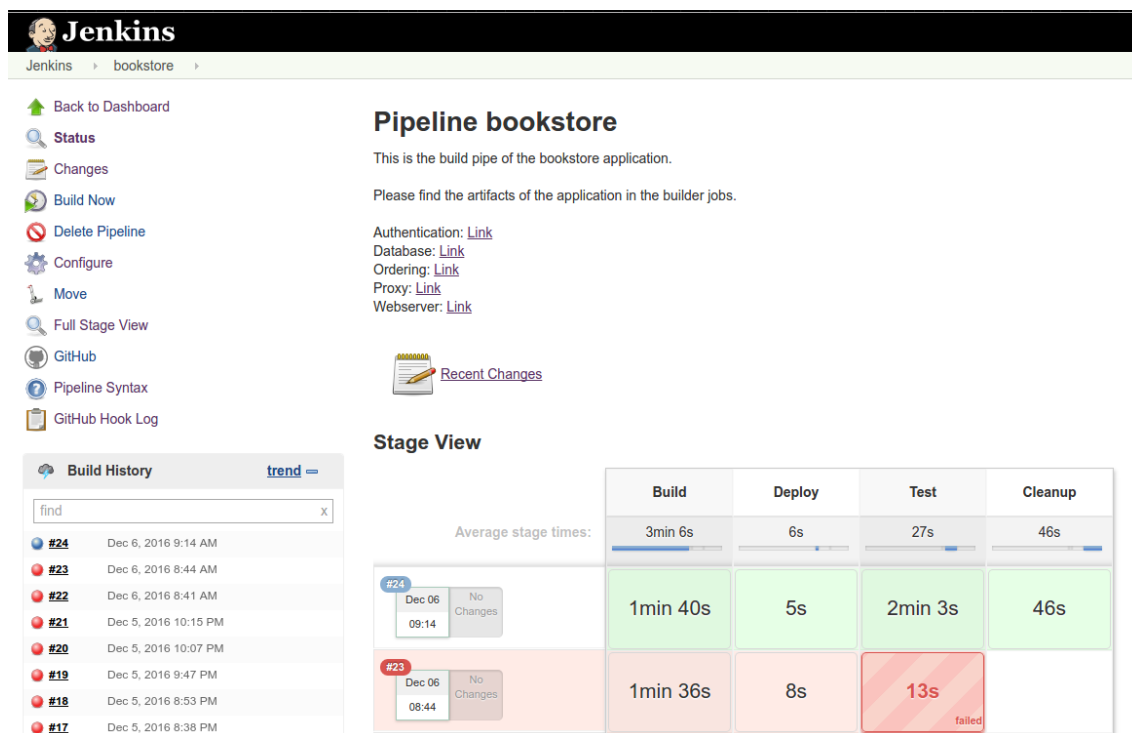 Jenkins
Jenkins bookstore
Back to Dashboard
Status
Changes
Build Now
Delete Pipeline
Configure
Move
Full Stage View
GitHub
Pipeline Syntax
GitHub Hook Log
Build History trend
find x
#24 Dec 6, 2016 9:14 AM
#23 Dec 6, 2016 8:44 AM
#22 Dec 6, 2016 8:41 AM
#21 Dec 5, 2016 10:15 PM
#20 Dec 5, 2016 10:07 PM
#19 Dec 5, 2016 9:47 PM
#18 Dec 5, 2016 8:53 PM
#17 Dec 5, 2016 8:38 PM
Pipeline bookstore
This is the build pipe of the bookstore application.
Please find the artifacts of the application in the builder jobs.
Authentication: Link
Database: Link
Ordering: Link
Proxy: Link
Webserver: Link
Recent Changes
Stage View
Build Deploy Test Cleanup
Average stage times: 3min 6s 6s 27s 46s
#24
Dec 06
09:14
No
Changes
1min 40s 5s 2min 3s 46s
#23
Dec 06
08:44
No
Changes
1min 36s 8s 13s
failed